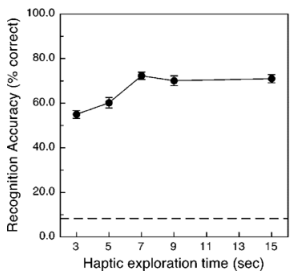 Recognition Accuracy (% correct)
100.0
80.0
60.0
40.0
20.0
0.0
3 5 7 9 11 13 15
Haptic exploration time (sec)